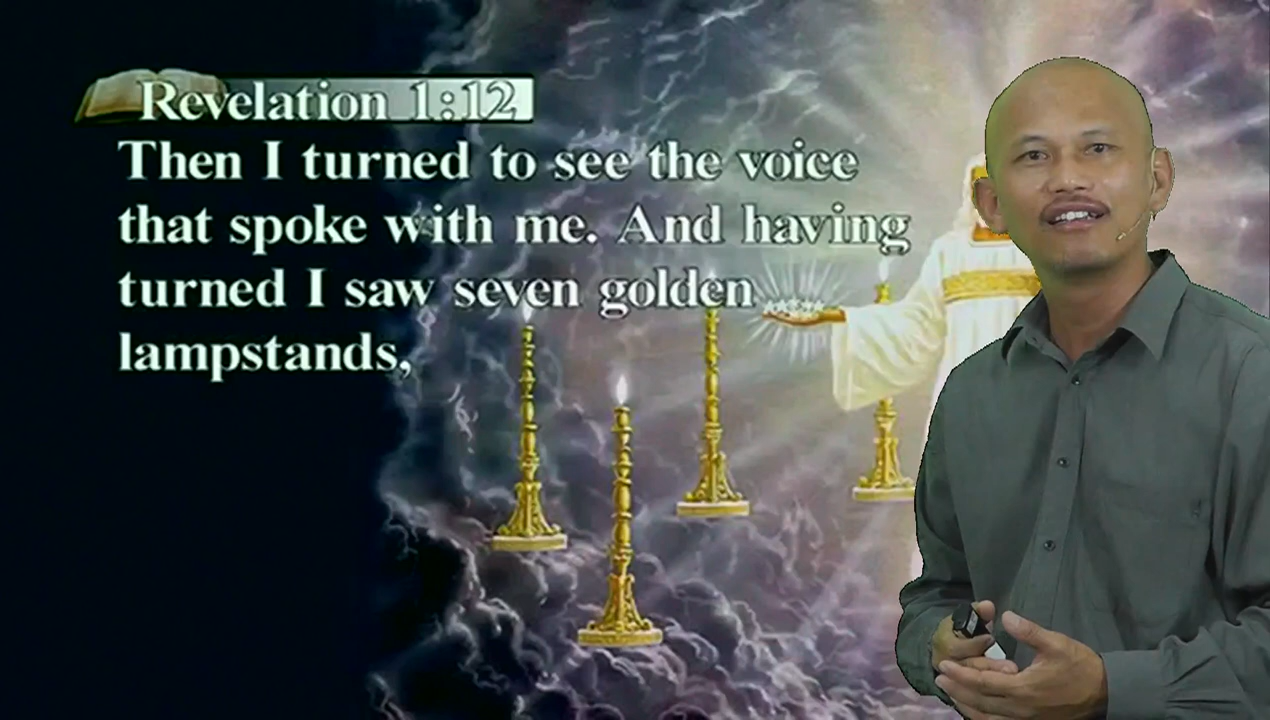 Revelation 1:12
Then I turned to see the voice
that spoke with me. And having
turned I saw seven golden
lampstands,